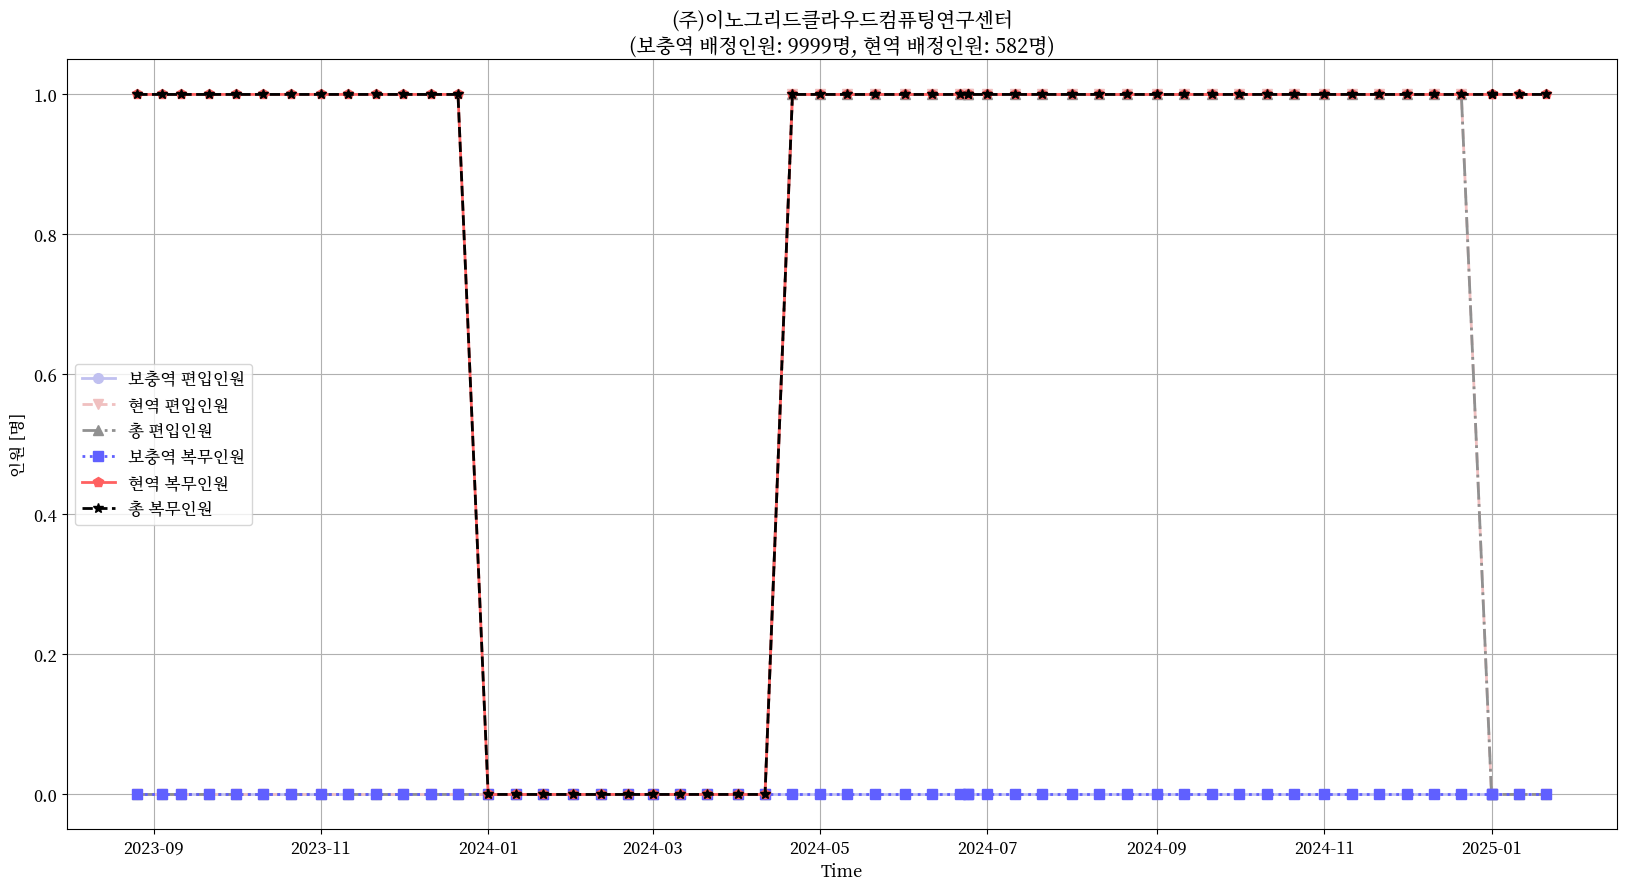 (주)이노그리드클라우드컴퓨팅연구센터
(보충역 배정인원: 9999명, 현역 배정인원: 582명)
인원 [명]
1.0
0.8
0.6
0.4
0.2
0.0
보충역 편입인원
현역 편입인원
총 편입인원
보충역 복무인원
현역 복무인원
총 복무인원
2023-09 2023-11 2024-01 2024-03 2024-05 2024-07 2024-09 2024-11 2025-01
Time